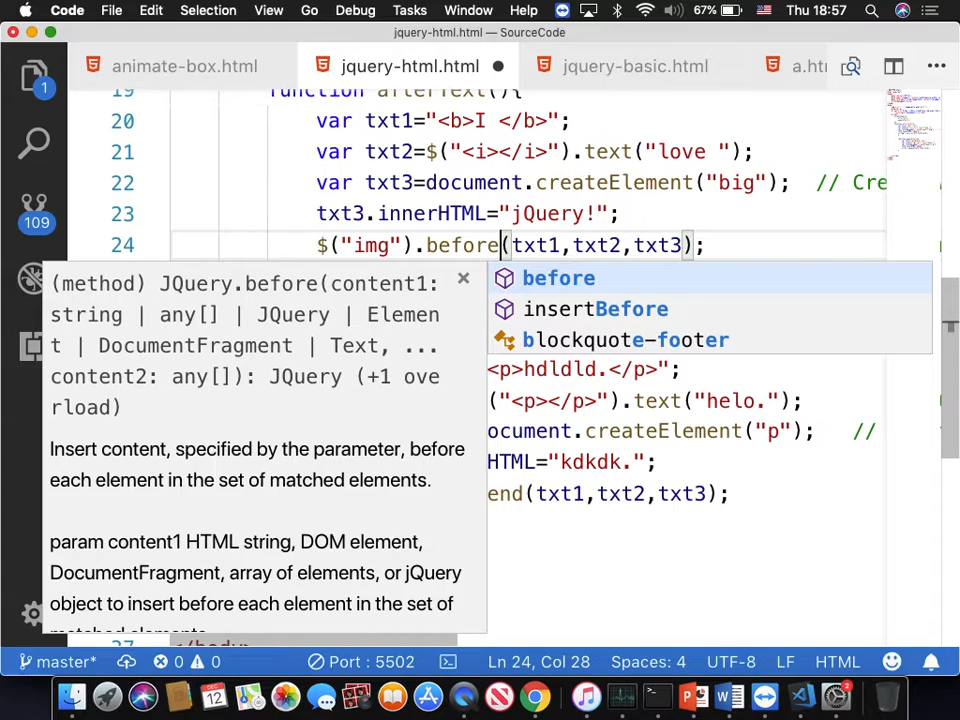 Code File Edit Selection View Go Debug Tasks Window Help 67% Thu 18:57
jquery-html.html — SourceCode
animate-box.html jquery-html.html jquery-basic.html a.ht
1
109
19 function afterText(){
20 var txt1="<b>I </b>";
21 var txt2=$("<i></i>").text("love ");
22 var txt3=document.createElement("big"); // Cre
23 txt3.innerHTML="jQuery!";
24 $("img").before(txt1,txt2,txt3);
(method) JQuery.before(content1:
string | any[] | JQuery | Elemen
t | DocumentFragment | Text, ...
content2: any[]): JQuery (+1 ove
rload)
Insert content, specified by the parameter, before
each element in the set of matched elements.
param content1 HTML string, DOM element,
DocumentFragment, array of elements, or jQuery
object to insert before each element in the set of
matched elements
before
insertBefore
blockquote-footer
<p>hdldld.</p>";
("<p></p>").text("helo.");
ocument.createElement("p"); //
HTML="kdkdk.";
end(txt1,txt2,txt3);
37 </body>
master* 0 0 Port : 5502 Ln 24, Col 28 Spaces: 4 UTF-8 LF HTML
DEC
12
2